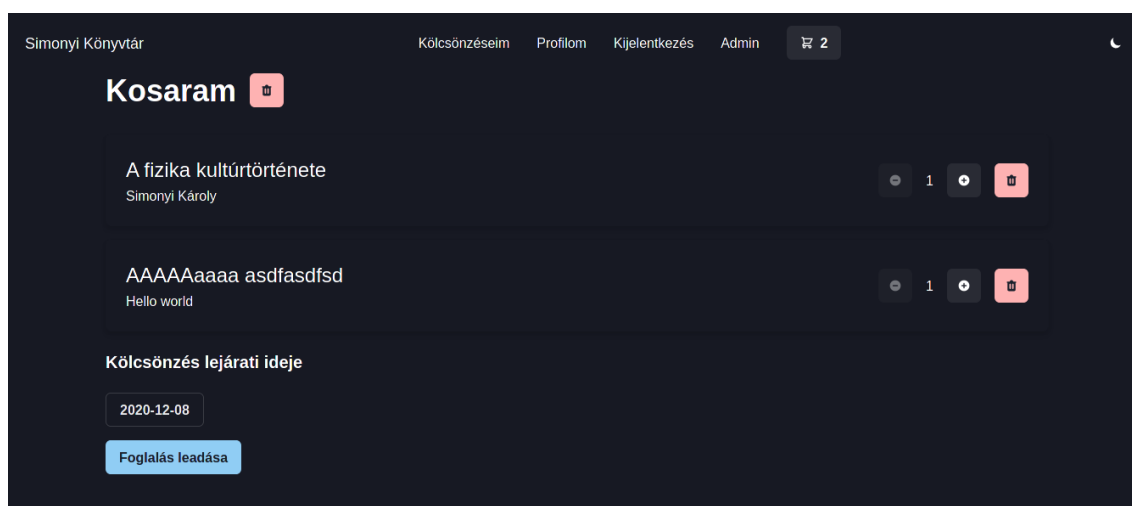 Simonyi Könyvtár Kölcsönzéseim Profilom Kijelentkezés Admin 2
Kosaram
A fizika kultúrtörténete
Simonyi Károly
1
AAAAAaaaa asdfasdfsd
Hello world
1
Kölcsönzés lejárati ideje
2020-12-08
Foglalás leadása